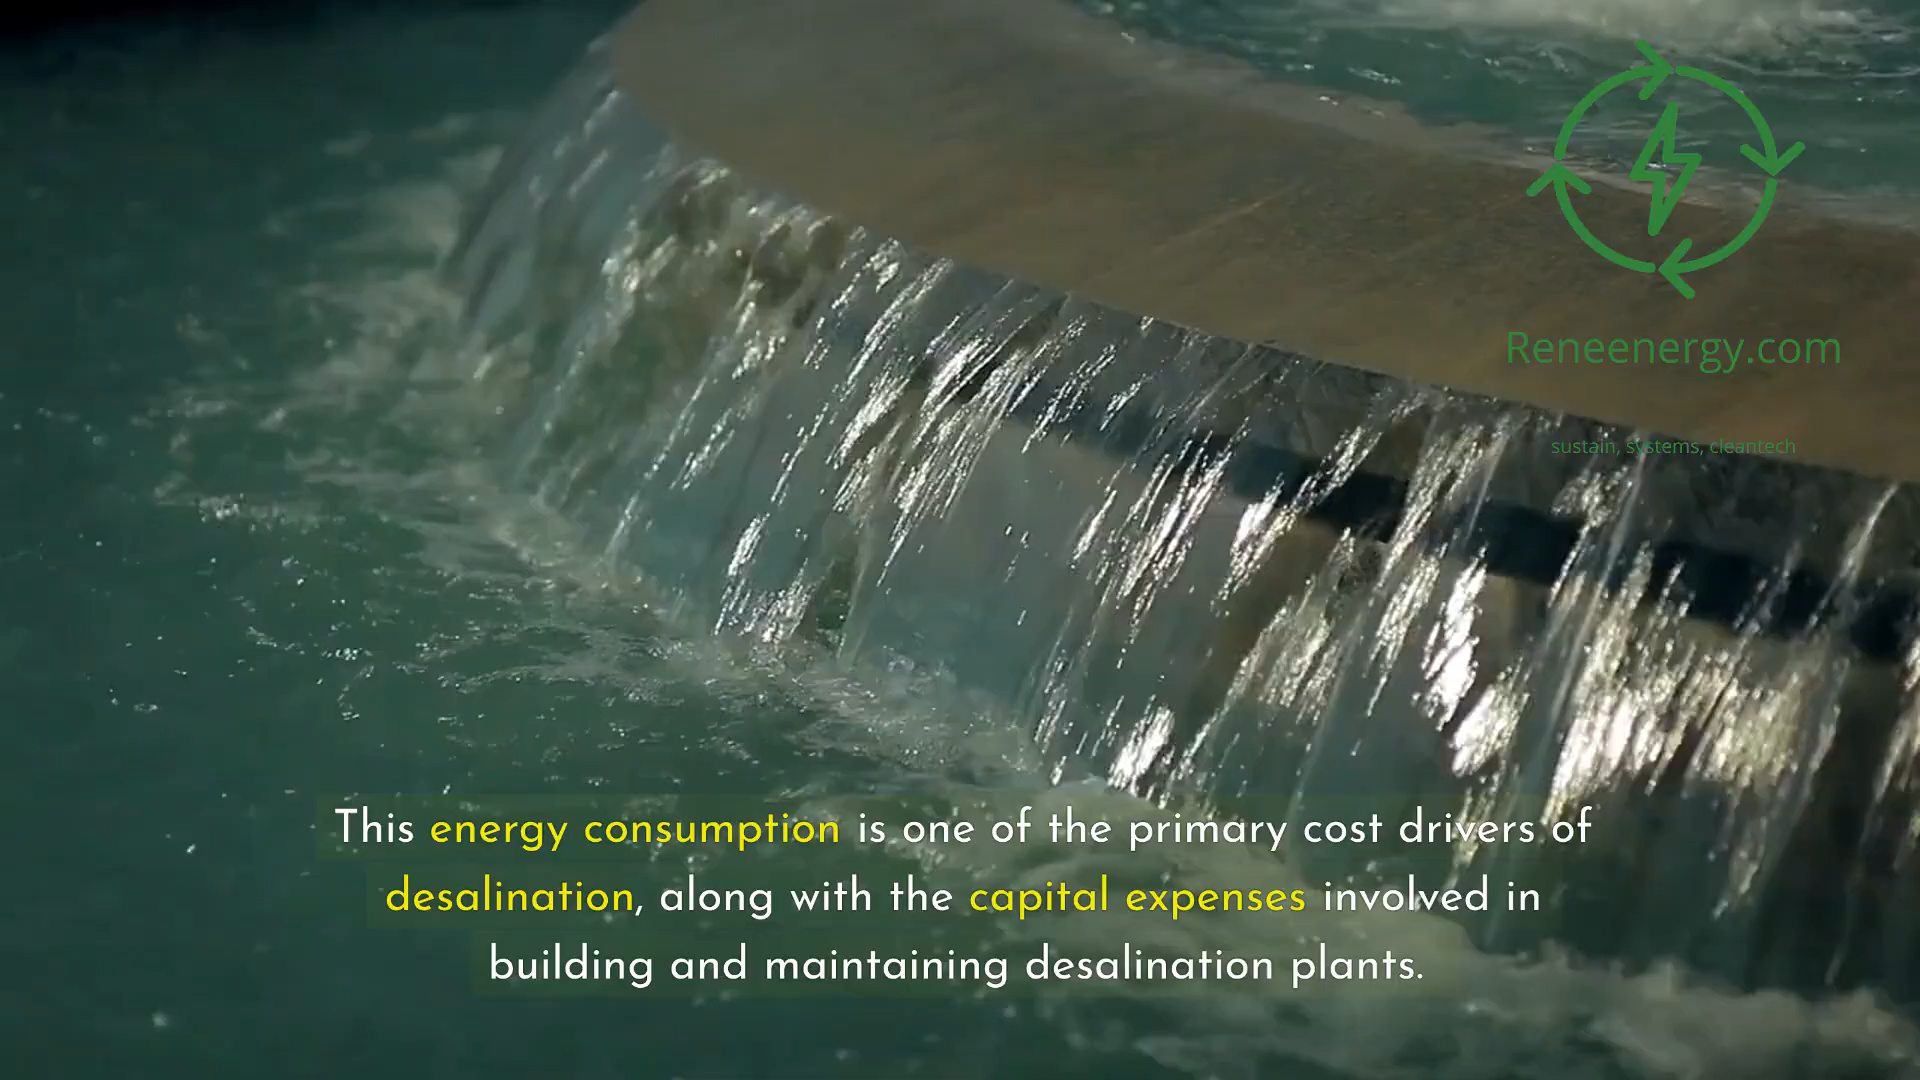 Reneenergy.com
sustain, systems, cleantech
This energy consumption is one of the primary cost drivers of
desalination, along with the capital expenses involved in
building and maintaining desalination plants.